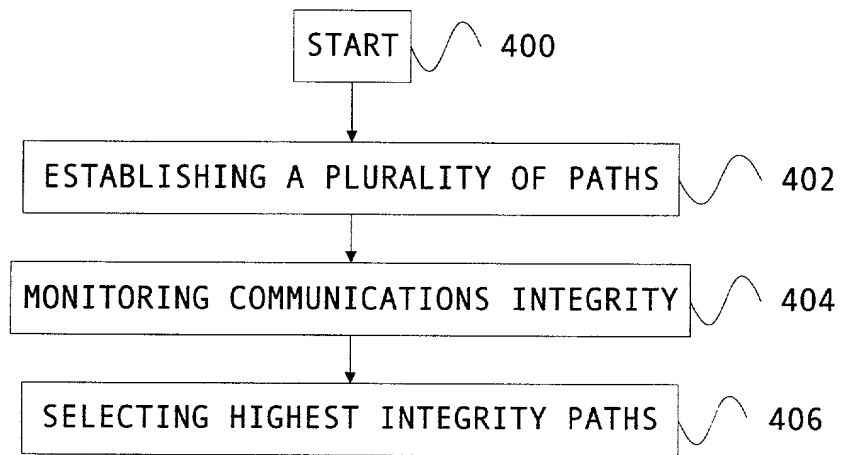 START 400
ESTABLISHING A PLURALITY OF PATHS 402
MONITORING COMMUNICATIONS INTEGRITY 404
SELECTING HIGHEST INTEGRITY PATHS 406